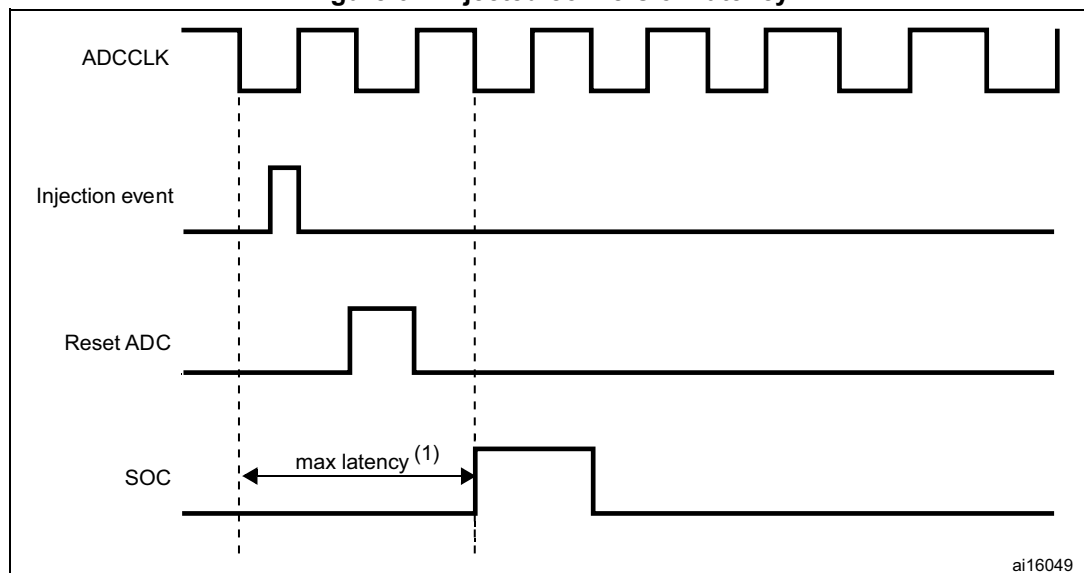 ADCCLK
Injection event
Reset ADC
max latency (1)
SOC
ai16049